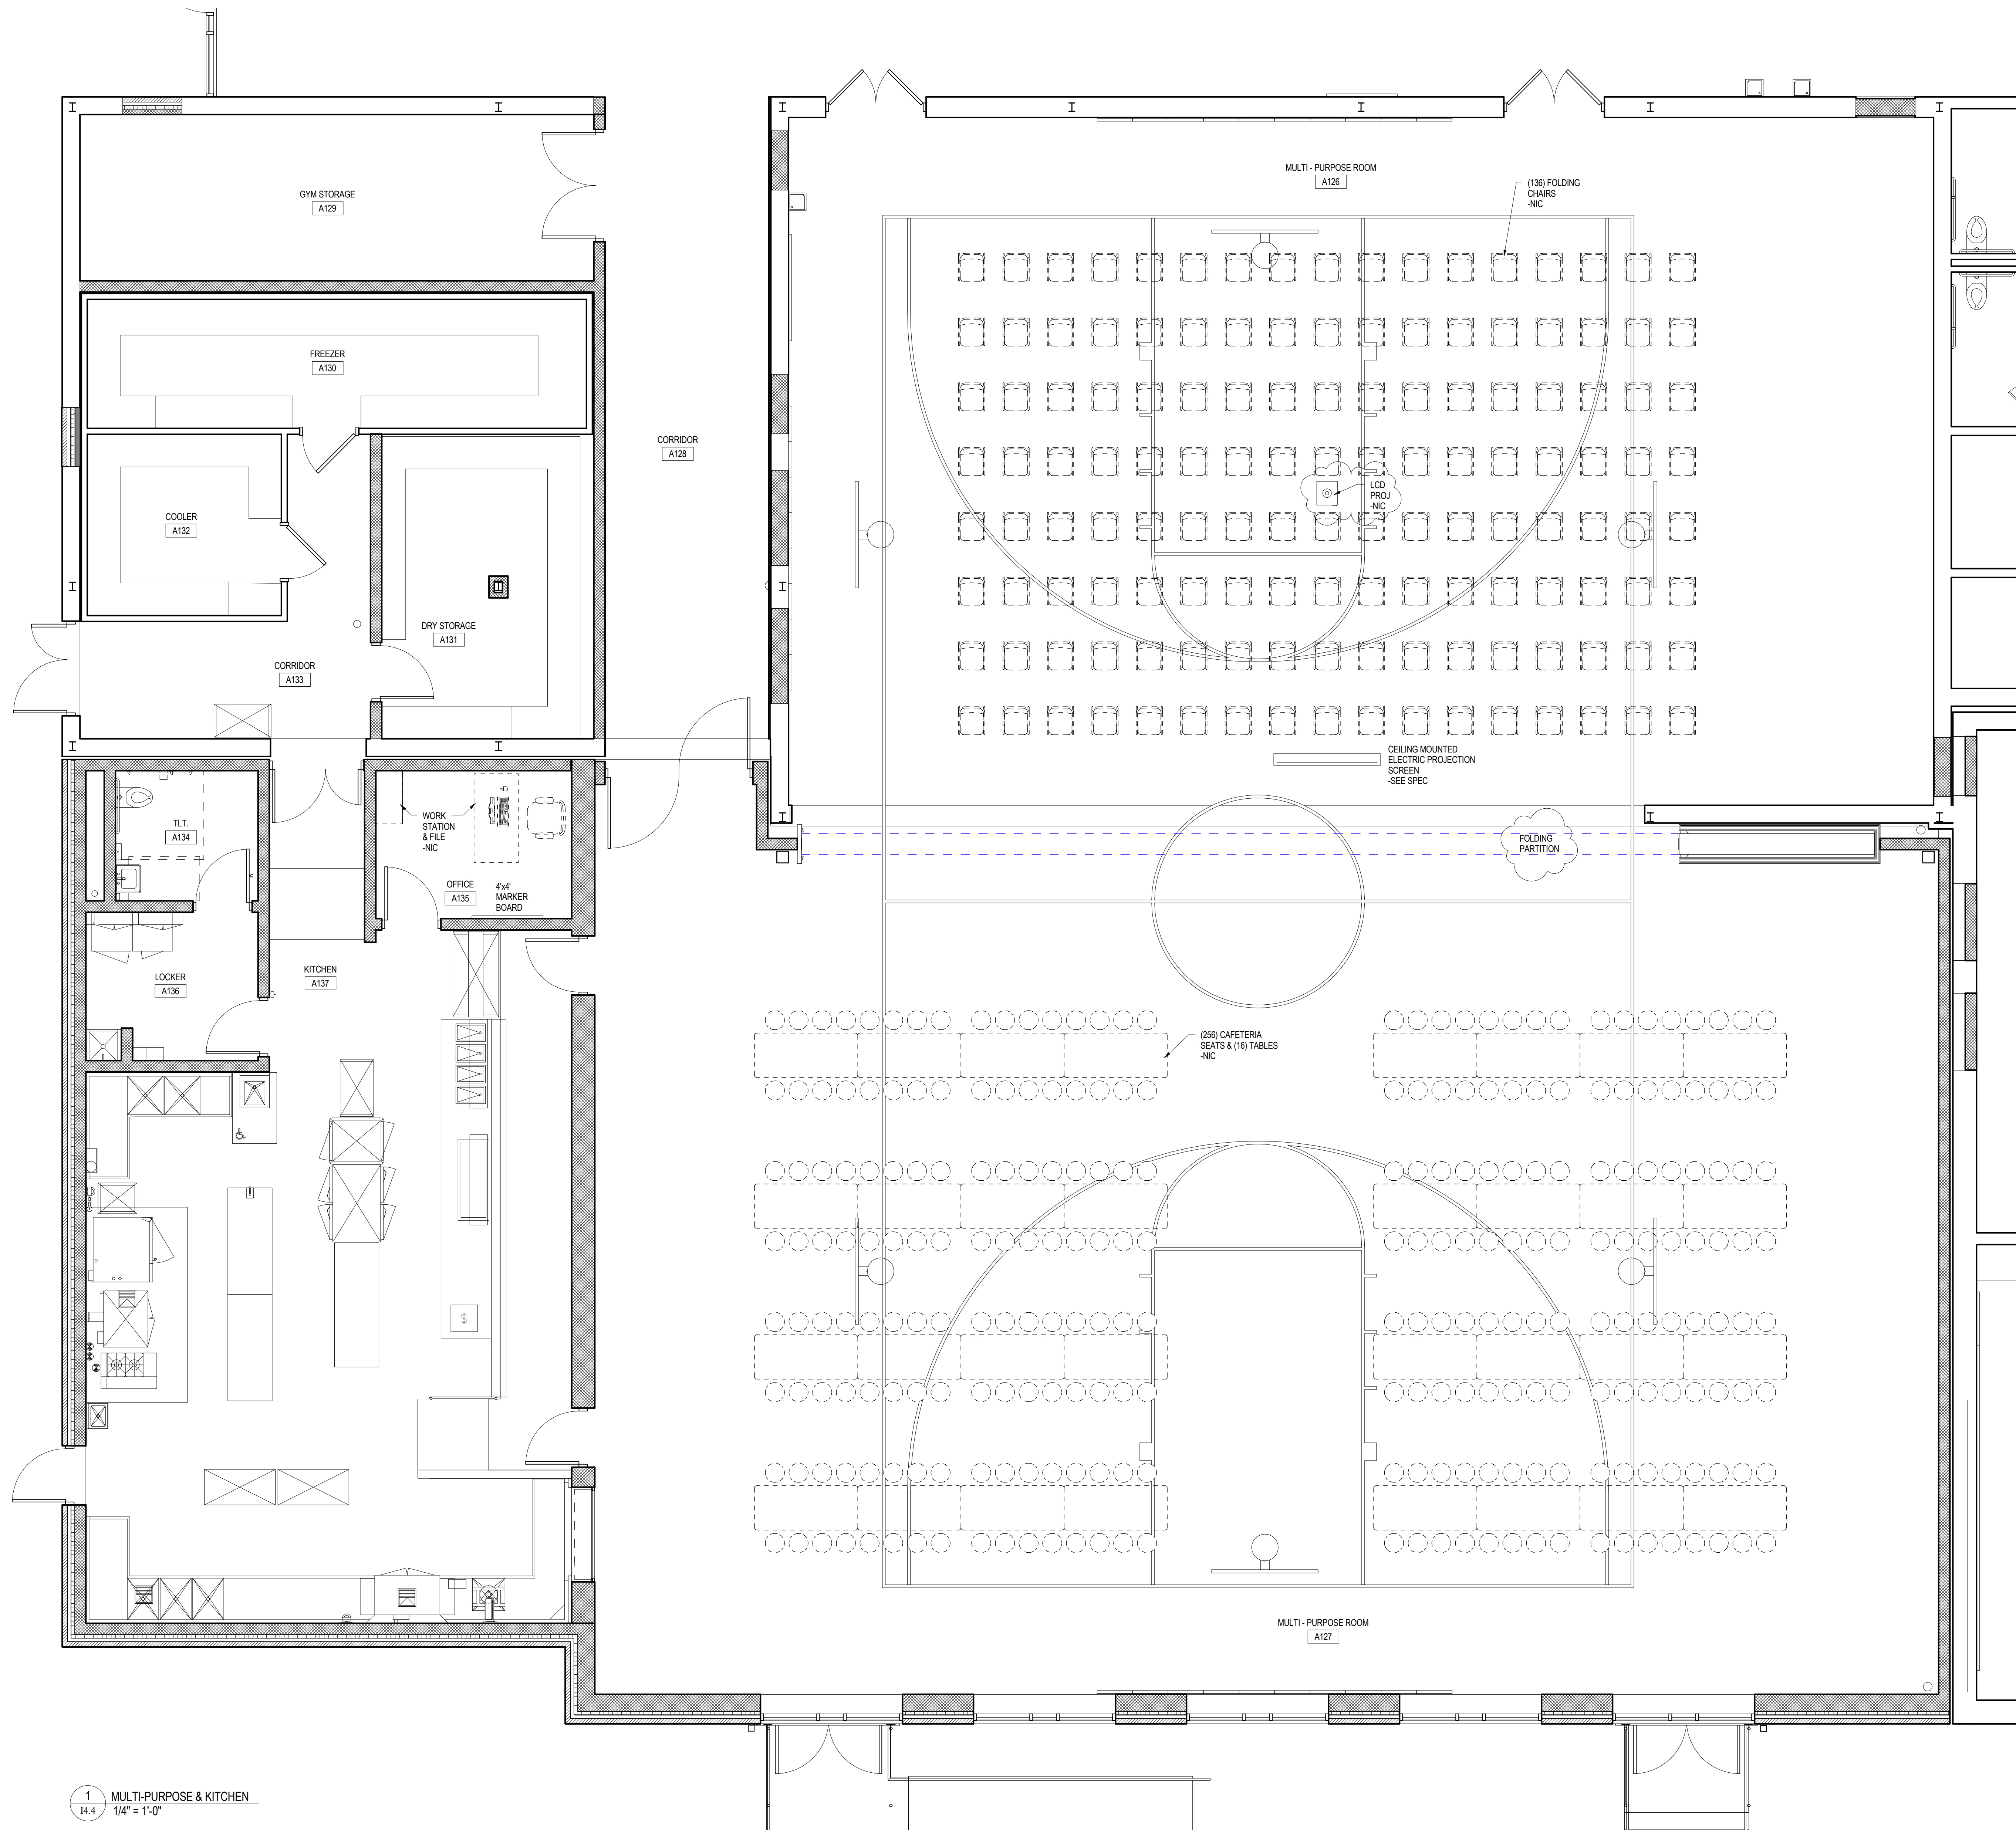 MULTI - PURPOSE ROOM
A126
(136) FOLDING
CHAIRS
-NIC
GYM STORAGE
A129
FREEZER
A130
CORRIDOR
A128
LCD
PROJ
-NIC
COOLER
A132
DRY STORAGE
A131
CORRIDOR
A133
CEILING MOUNTED
ELECTRIC PROJECTION
SCREEN
-SEE SPEC
TLT.
A134
WORK
STATION
& FILE
-NIC
FOLDING
PARTITION
OFFICE
A135
4'x4'
MARKER
BOARD
LOCKER
A136
KITCHEN
A137
(256) CAFETERIA
SEATS & (16) TABLES
-NIC
$
MULTI - PURPOSE ROOM
A127
1
I4.4
MULTI-PURPOSE & KITCHEN
1/4" = 1'-0"